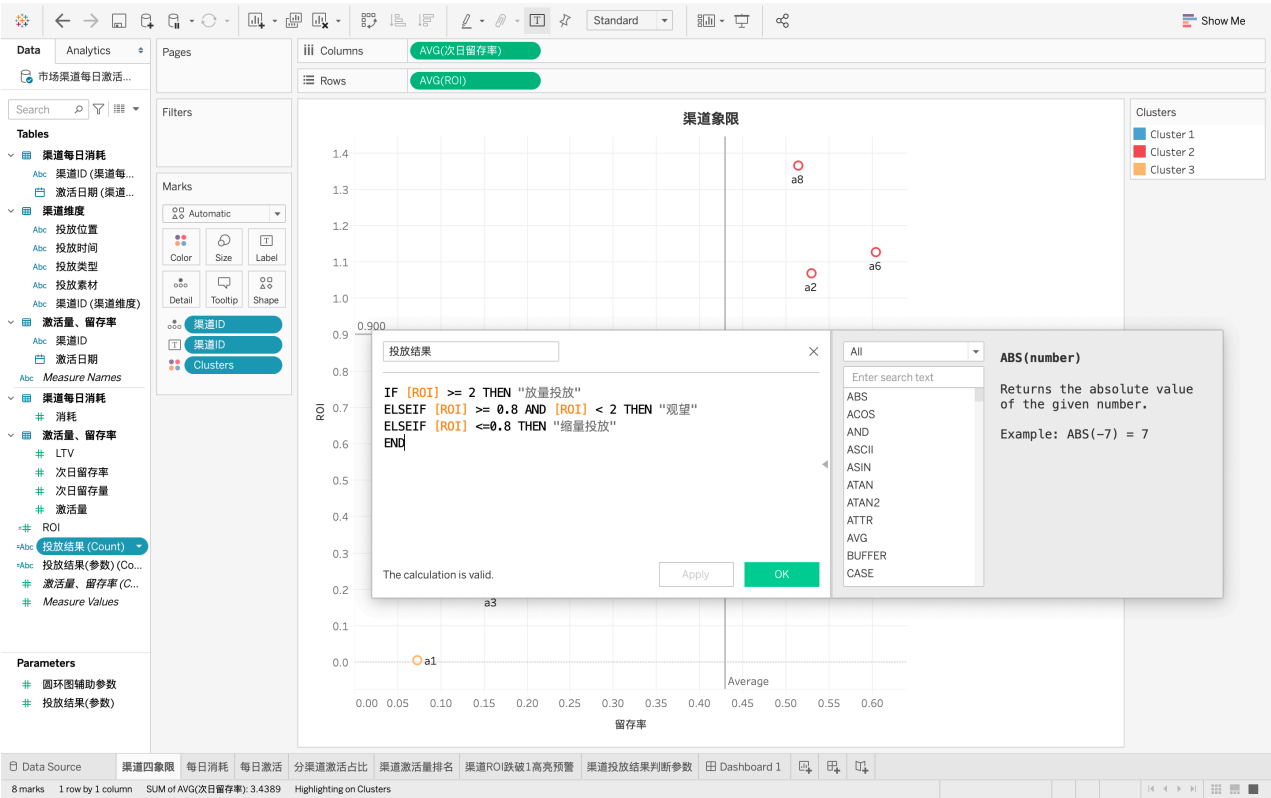 Standard
Show Me
Data
Analytics
市场渠道每日激活...
Search
Tables
渠道每日消耗
Abc 渠道ID (渠道每...
激活日期 (渠道...
渠道维度
Abc 投放位置
Abc 投放时间
Abc 投放类型
Abc 投放素材
Abc 渠道ID (渠道维度)
激活量、留存率
Abc 渠道ID
激活日期
Abc Measure Names
渠道每日消耗
消耗
激活量、留存率
LTV
次日留存率
次日留存量
激活量
ROI
=Abc 投放结果 (Count)
=Abc 投放结果(参数) (Co...
激活量、留存率 (C...
Measure Values
Parameters
圆环图辅助参数
投放结果(参数)
Pages
Filters
Marks
Automatic
Color
Size
Label
Detail
Tooltip
Shape
渠道ID
渠道ID
Clusters
Columns
AVG(次日留存率)
Rows
AVG(ROI)
渠道象限
1.4
1.3
1.2
1.1
1.0
0.9
0.8
0.7
0.6
0.5
0.4
0.3
0.2
0.1
0.0
ROI
0.900
a8
a6
a2
a3
a1
Average
0.00 0.05 0.10 0.15 0.20 0.25 0.30 0.35 0.40 0.45 0.50 0.55 0.60
留存率
Clusters
Cluster 1
Cluster 2
Cluster 3
投放结果
IF [ROI] >= 2 THEN "放量投放"
ELSEIF [ROI] >= 0.8 AND [ROI] < 2 THEN "观望"
ELSEIF [ROI] <=0.8 THEN "缩量投放"
END
The calculation is valid.
Apply
OK
All
Enter search text
ABS
ACOS
AND
ASCII
ASIN
ATAN
ATAN2
ATTR
AVG
BUFFER
CASE
ABS(number)
Returns the absolute value
of the given number.
Example: ABS(-7) = 7
Data Source
渠道四象限
每日消耗
每日激活
分渠道激活占比
渠道激活量排名
渠道ROI跌破1高亮预警
渠道投放结果判断参数
Dashboard 1
8 marks
1 row by 1 column
SUM of AVG(次日留存率): 3.4389
Highlighting on Clusters